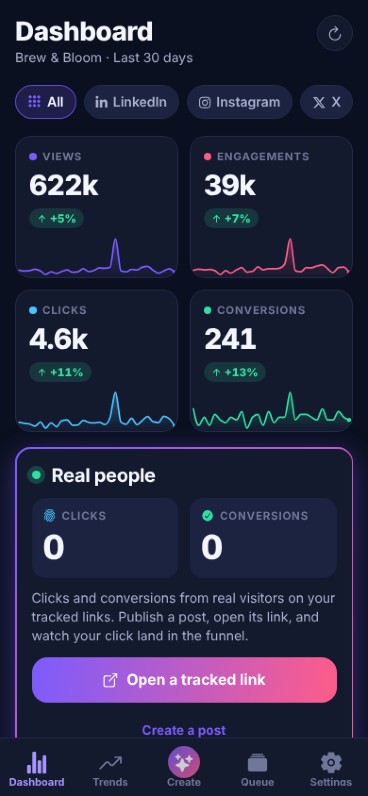 Dashboard
Brew & Bloom · Last 30 days
All
LinkedIn
Instagram
X
VIEWS
622k
↑ +5%
ENGAGEMENTS
39k
↑ +7%
CLICKS
4.6k
↑ +11%
CONVERSIONS
241
↑ +13%
Real people
CLICKS
0
CONVERSIONS
0
Clicks and conversions from real visitors on your
tracked links. Publish a post, open its link, and
watch your click land in the funnel.
Open a tracked link
Create a post
Dashboard
Trends
Create
Queue
Settings